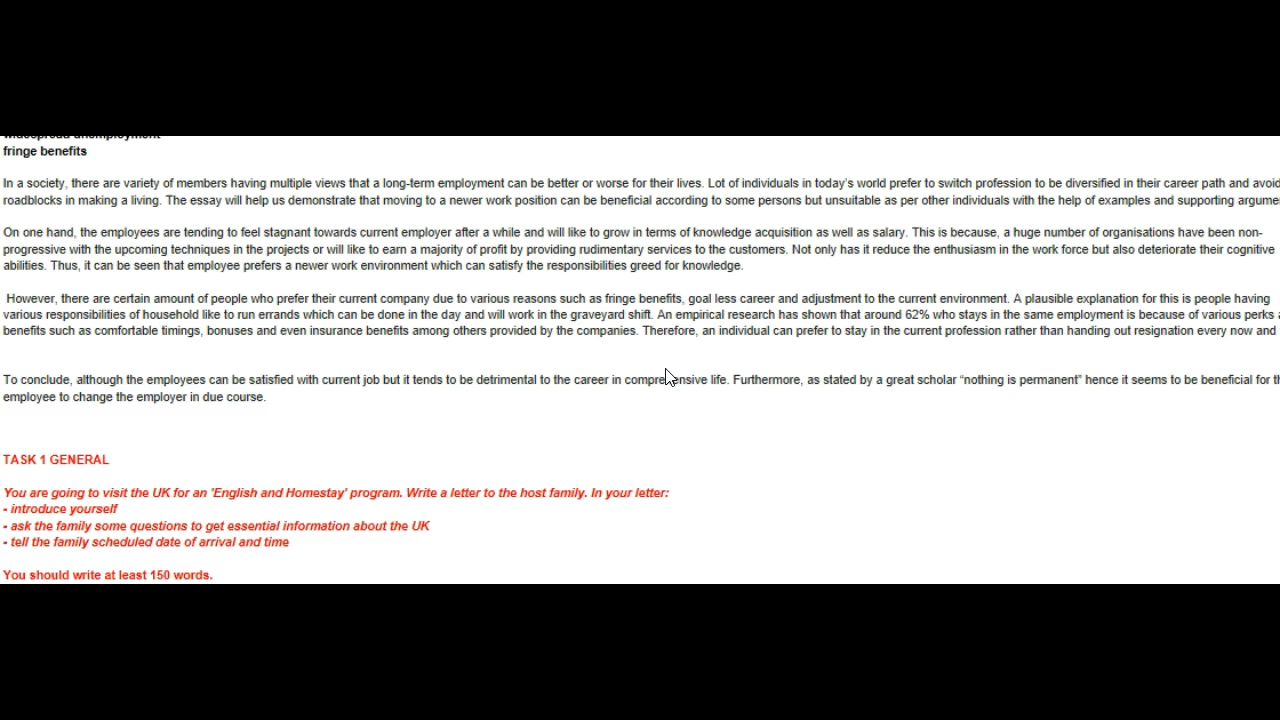 widespread unemployment
fringe benefits
In a society, there are variety of members having multiple views that a long-term employment can be better or worse for their lives. Lot of individuals in today's world prefer to switch profession to be diversified in their career path and avoid
roadblocks in making a living. The essay will help us demonstrate that moving to a newer work position can be beneficial according to some persons but unsuitable as per other individuals with the help of examples and supporting
On one hand, the employees are tending to feel stagnant towards current employer after a while and will like to grow in terms of knowledge acquisition as well as salary. This is because, a huge number of organisations have been non-
progressive with the upcoming techniques in the projects or will like to earn a majority of profit by providing rudimentary services to the customers. Not only has it reduce the enthusiasm in the work force but also deteriorate their cognitive
abilities. Thus, it can be seen that employee prefers a newer work environment which can satisfy the responsibilities greed for knowledge.
However, there are certain amount of people who prefer their current company due to various reasons such as fringe benefits, goal less career and adjustment to the current environment. A plausible explanation for this is people having
various responsibilities of household like to run errands which can be done in the day and will work in the graveyard shift. An empirical research has shown that around 62% who stays in the same employment is because of various perks
benefits such as comfortable timings, bonuses and even insurance benefits among others provided by the companies. Therefore, an individual can prefer to stay in the current profession rather than handing out resignation every now and
To conclude, although the employees can be satisfied with current job but it tends to be detrimental to the career in comprehensive life. Furthermore, as stated by a great scholar “nothing is permanent” hence it seems to be beneficial for
employee to change the employer in due course.
TASK 1 GENERAL
You are going to visit the UK for an 'English and Homestay' program. Write a letter to the host family. In your letter:
- introduce yourself
- ask the family some questions to get essential information about the UK
- tell the family scheduled date of arrival and time
You should write at least 150 words.